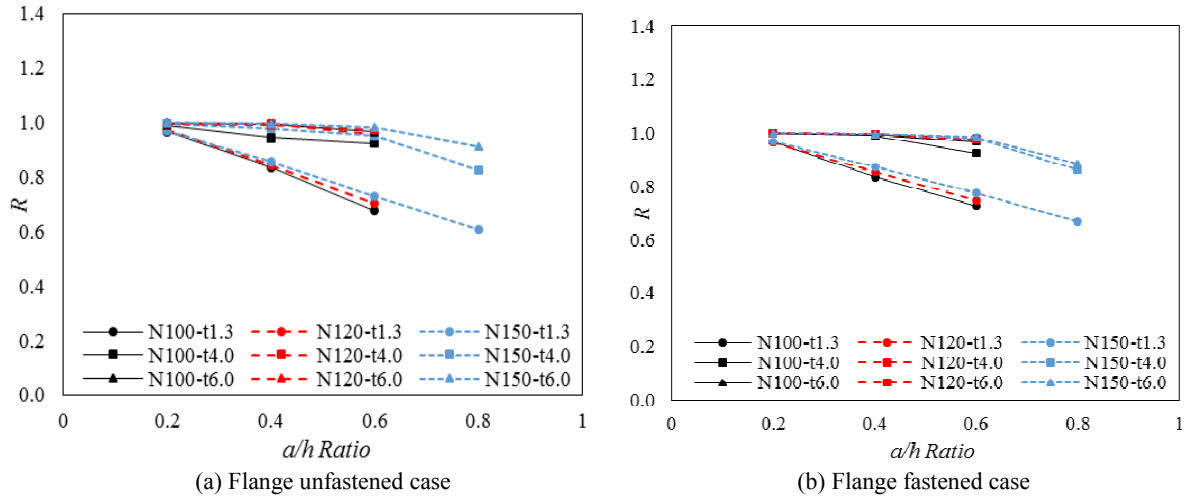 1.4
1.2
1.0
0.8
0.6
0.4
0.2
0.0
R
N100-t1.3 N120-t1.3 N150-t1.3
N100-t4.0 N120-t4.0 N150-t4.0
N100-t6.0 N120-t6.0 N150-t6.0
0 0.2 0.4 0.6 0.8 1
a/h Ratio
(a) Flange unfastened case
1.4
1.2
1.0
0.8
0.6
0.4
0.2
0.0
R
N100-t1.3 N120-t1.3 N150-t1.3
N100-t4.0 N120-t4.0 N150-t4.0
N100-t6.0 N120-t6.0 N150-t6.0
0 0.2 0.4 0.6 0.8 1
a/h Ratio
(b) Flange fastened case